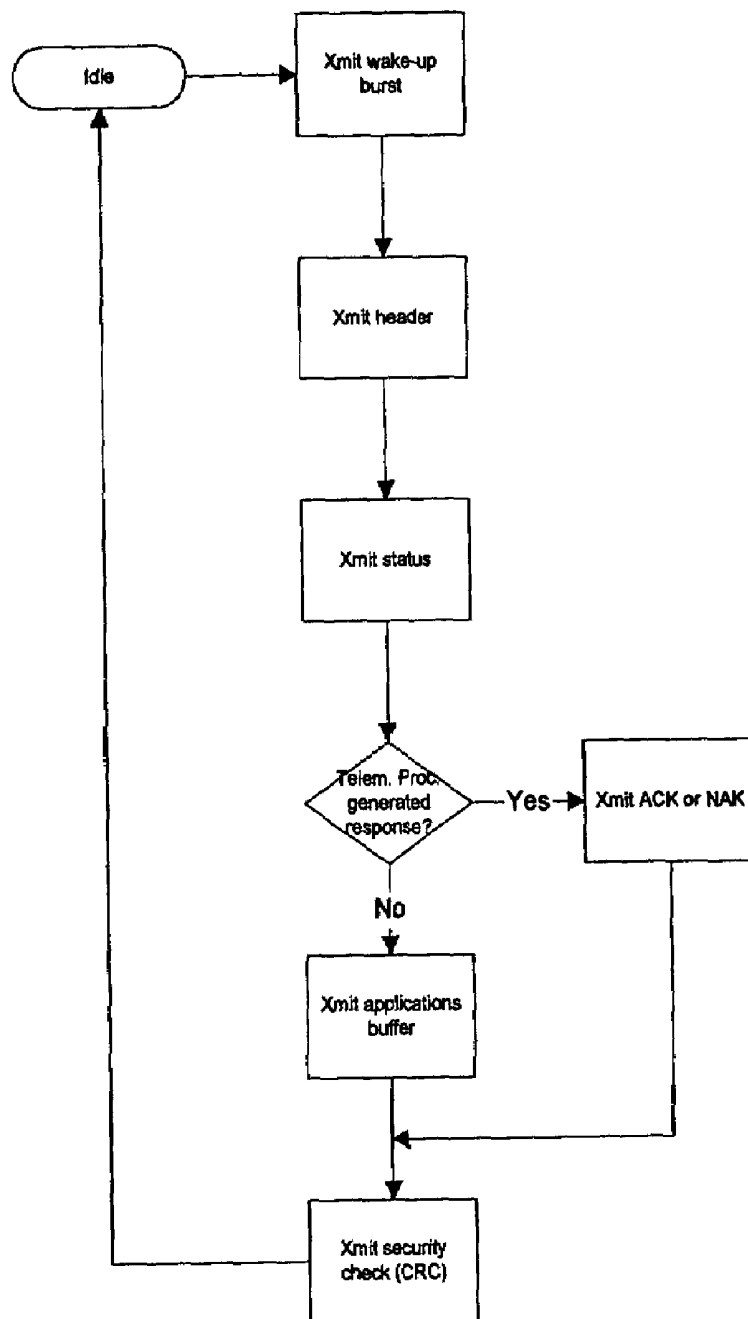 Idle
Xmit wake-up
burst
Xmit header
Xmit status
Telem. Proc.
generated
response?
Yes
Xmit ACK or NAK
No
Xmit applications
buffer
Xmit security
check (CRC)